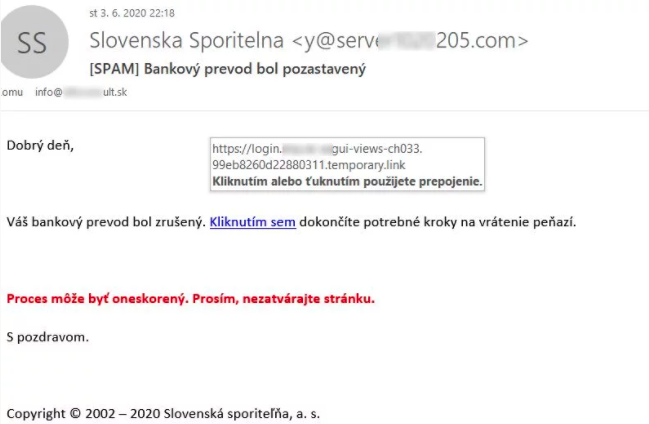 st 3. 6. 2020 22:18
SS
Slovenska Sporitelna <y@serve 205.com>
[SPAM] Bankový prevod bol pozastavený
omu info@ ult.sk
Dobrý deň,
https://login. gui-views-ch033.
99eb8260d22880311.temporary.link
Kliknutím alebo ťuknutím použijete prepojenie.
Váš bankový prevod bol zrušený. Kliknutím sem dokončíte potrebné kroky na vrátenie peňazí.
Proces môže byť oneskorený. Prosím, nezatvárajte stránku.
S pozdravom.
Copyright © 2002 – 2020 Slovenská sporiteľňa, a. s.